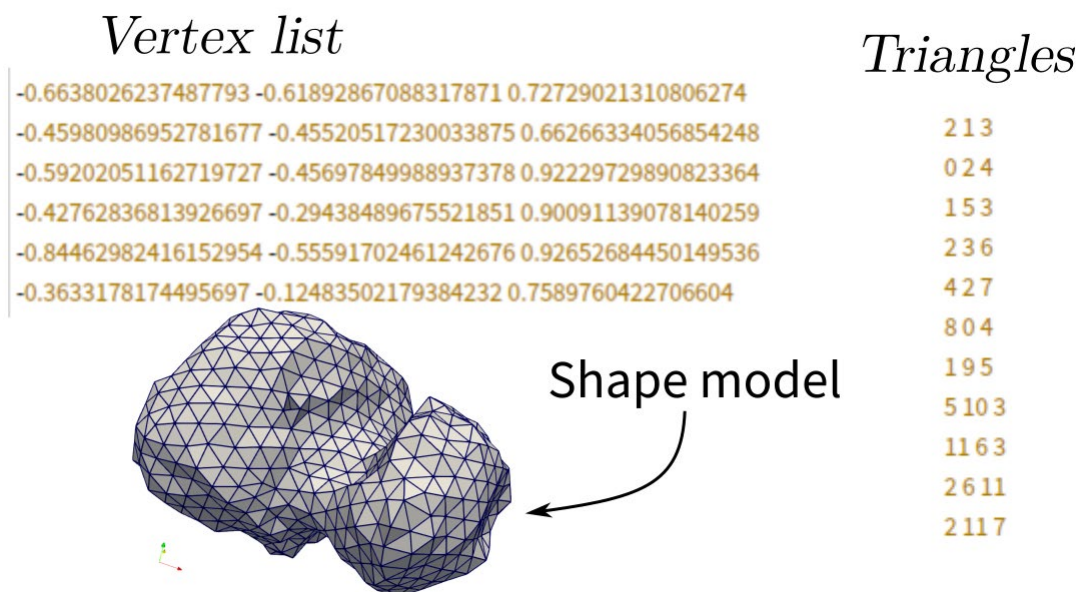 Vertex list
-0.6638026237487793 -0.61892867088317871 0.72729021310806274
-0.45980986952781677 -0.45520517230033875 0.66266334056854248
-0.59202051162719727 -0.45697849988937378 0.92229729890823364
-0.42762836813926697 -0.29438489675521851 0.90091139078140259
-0.84462982416152954 -0.55591702461242676 0.92652684450149536
-0.3633178174495697 -0.12483502179384232 0.7589760422706604
Triangles
2 1 3
0 2 4
1 5 3
2 3 6
4 2 7
8 0 4
1 9 5
5 10 3
11 6 3
2 6 11
2 11 7
Shape model